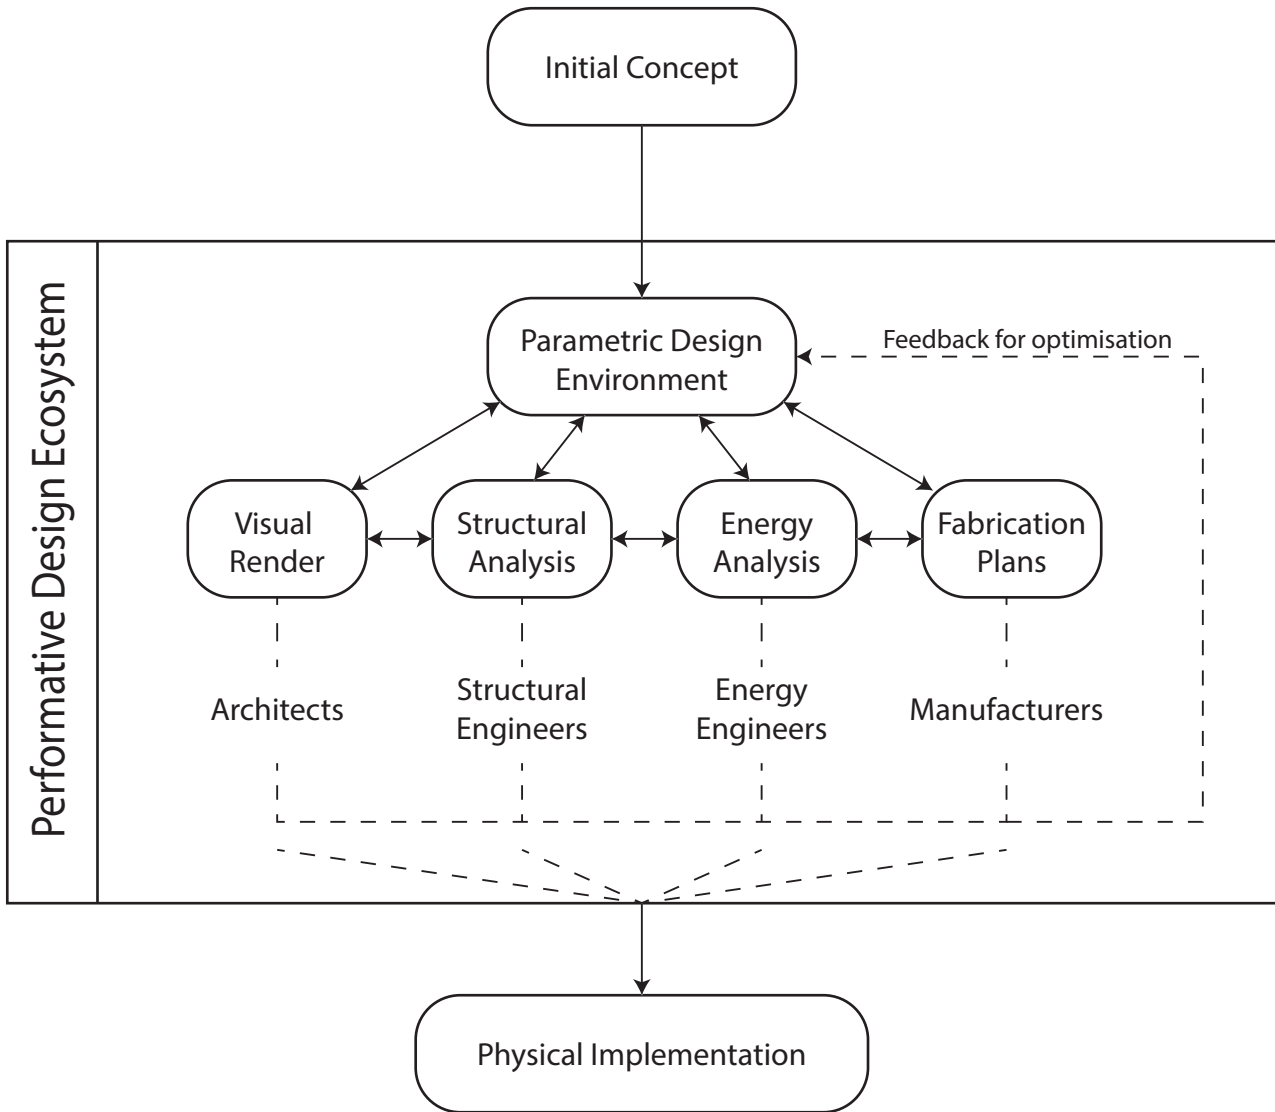 Initial Concept
Performative Design Ecosystem
Parametric Design
Environment
Feedback for optimisation
Visual
Render
Structural
Analysis
Energy
Analysis
Fabrication
Plans
Architects
Structural
Engineers
Energy
Engineers
Manufacturers
Physical Implementation